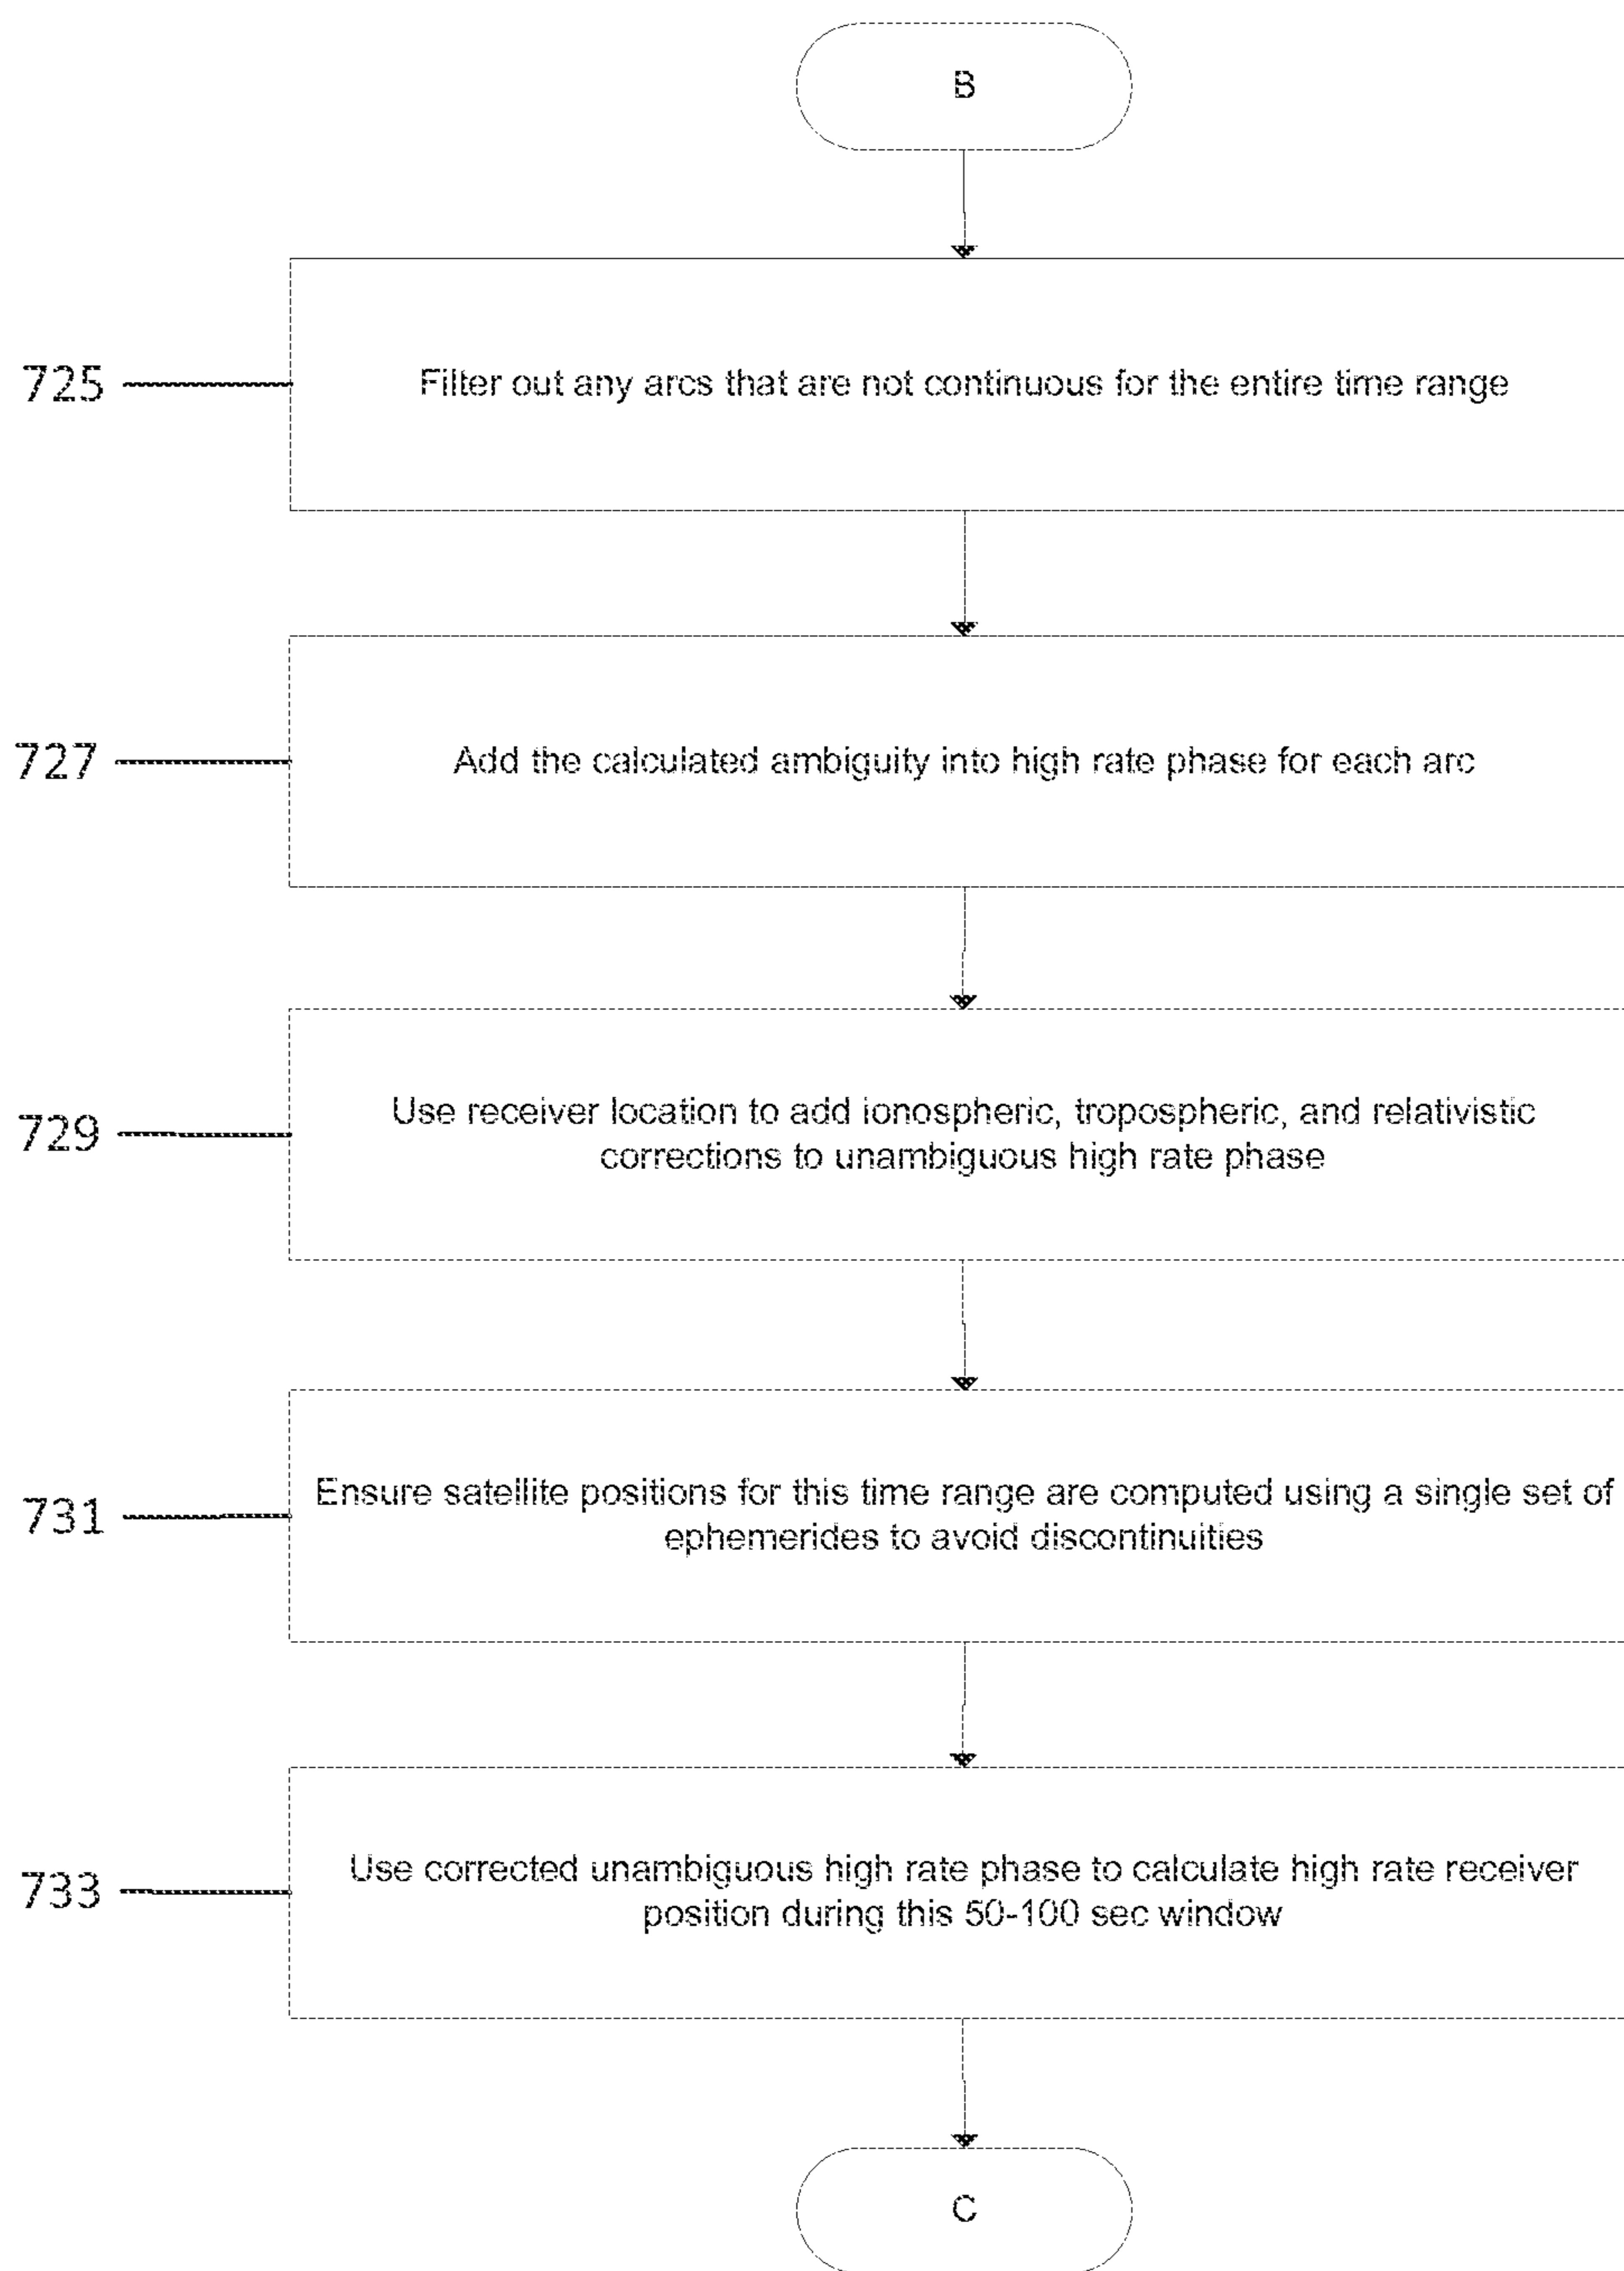 B
725
Filter out any arcs that are not continuous for the entire time range
727
Add the calculated ambiguity into high rate phase for each arc
729
Use receiver location to add ionospheric, tropospheric, and relativistic
corrections to unambiguous high rate phase
731
Ensure satellite positions for this time range are computed using a single set of
ephemerides to avoid discontinuities
733
Use corrected unambiguous high rate phase to calculate high rate receiver
position during this 50-100 sec window
C